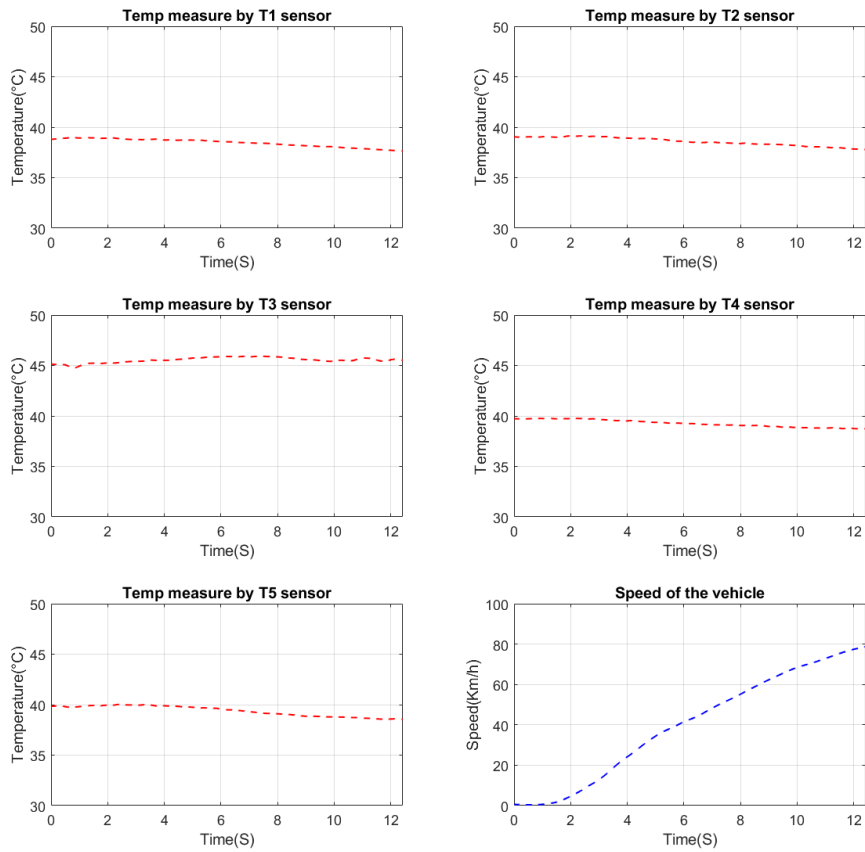 Temp measure by T1 sensor
Temperature(°C)
50
45
40
35
30
0 2 4 6 8 10 12
Time(S)
Temp measure by T2 sensor
Temperature(°C)
50
45
40
35
30
0 2 4 6 8 10 12
Time(S)
Temp measure by T3 sensor
Temperature(°C)
50
45
40
35
30
0 2 4 6 8 10 12
Time(S)
Temp measure by T4 sensor
Temperature(°C)
50
45
40
35
30
0 2 4 6 8 10 12
Time(S)
Temp measure by T5 sensor
Temperature(°C)
50
45
40
35
30
0 2 4 6 8 10 12
Time(S)
Speed of the vehicle
Speed(Km/h)
100
80
60
40
20
0
0 2 4 6 8 10 12
Time(S)